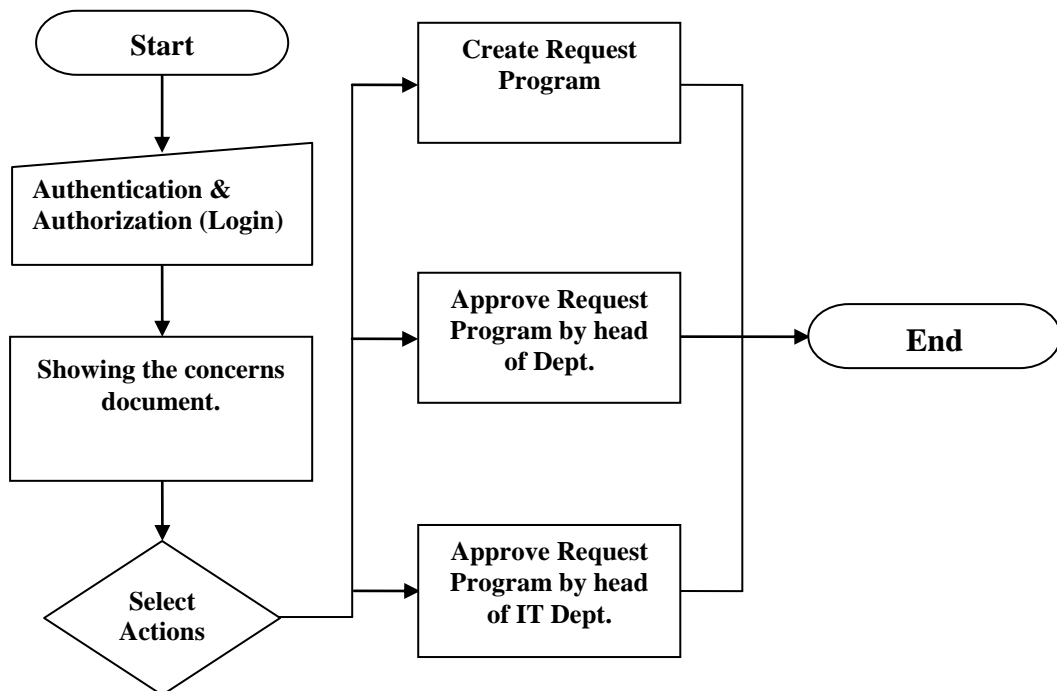 Start
Authentication &
Authorization (Login)
Showing the concerns
document.
Select
Actions
Create Request
Program
Approve Request
Program by head
of Dept.
Approve Request
Program by head
of IT Dept.
End